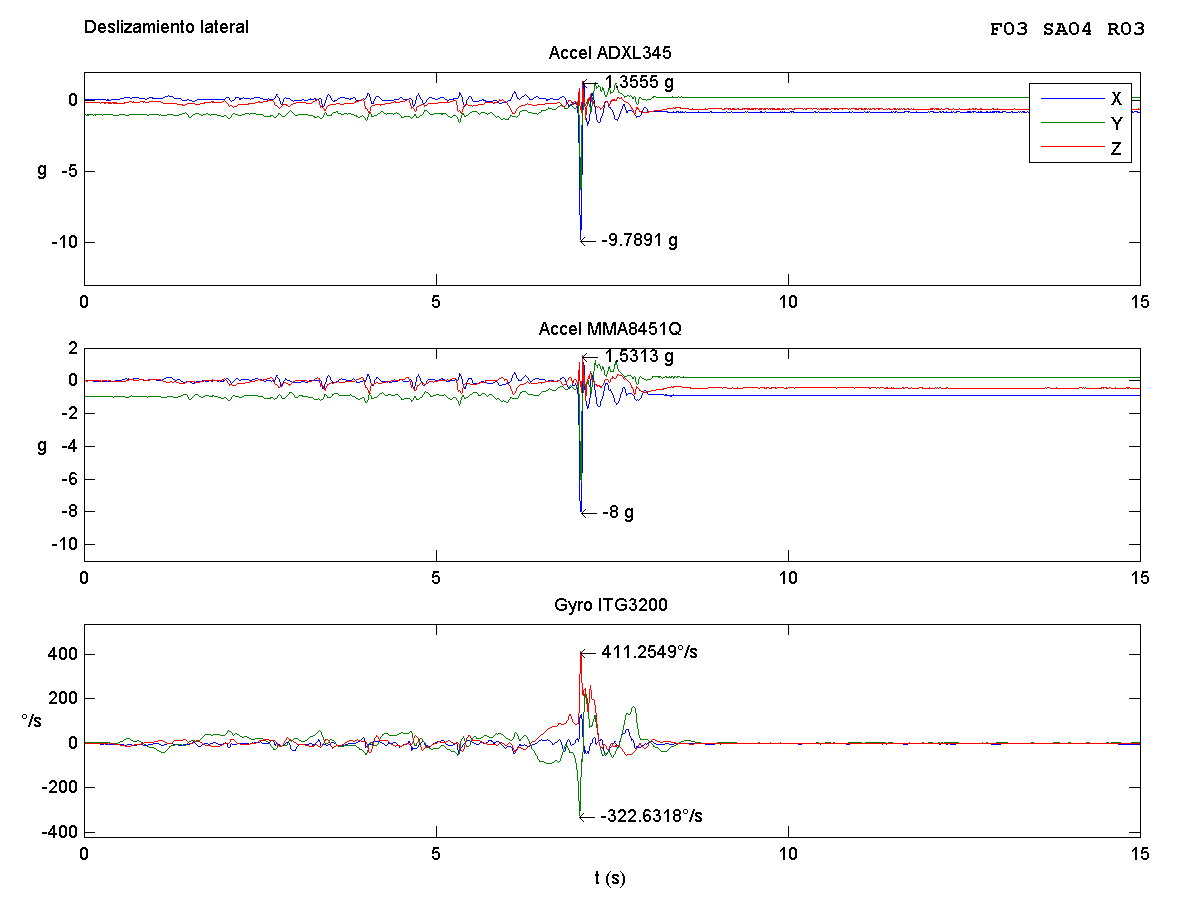 Deslizamiento lateral
F03 SA04 R03
Accel ADXL345
1.3555 g
X
Y
Z
0
-5
-10
g
-9.7891 g
0 5 10 15
Accel MMA8451Q
1.5313 g
2
0
-2
-4
-6
-8
-10
g
-8 g
0 5 10 15
Gyro ITG3200
411.2549°/s
400
200
0
-200
-400
°/s
-322.6318°/s
0 5 10 15
t (s)